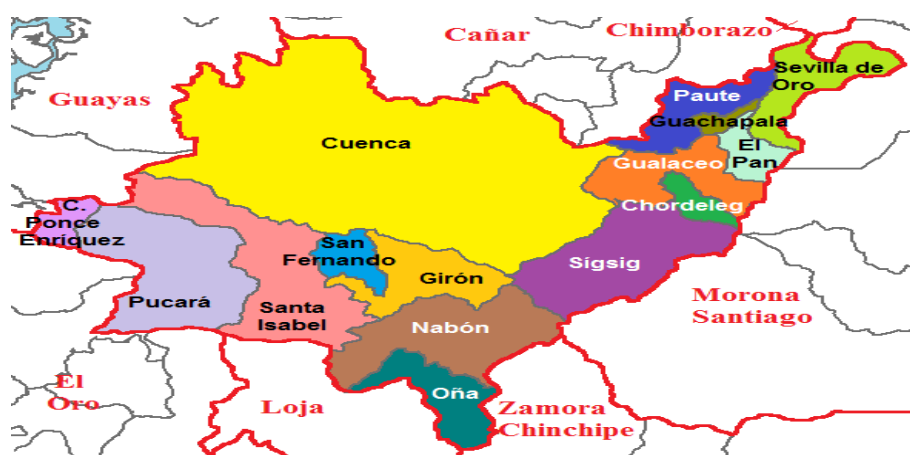 Cañar
Chimborazo
Guayas
Sevilla de
Oro
Paute
Guachapala
El
Pan
Cuenca
Gualaceo
Chordeleg
C.
Ponce
Enríquez
San
Fernando
Girón
Sígsig
Pucará
Santa
Isabel
Nabón
Morona
Santiago
El
Oro
Loja
Oña
Zamora
Chinchipe